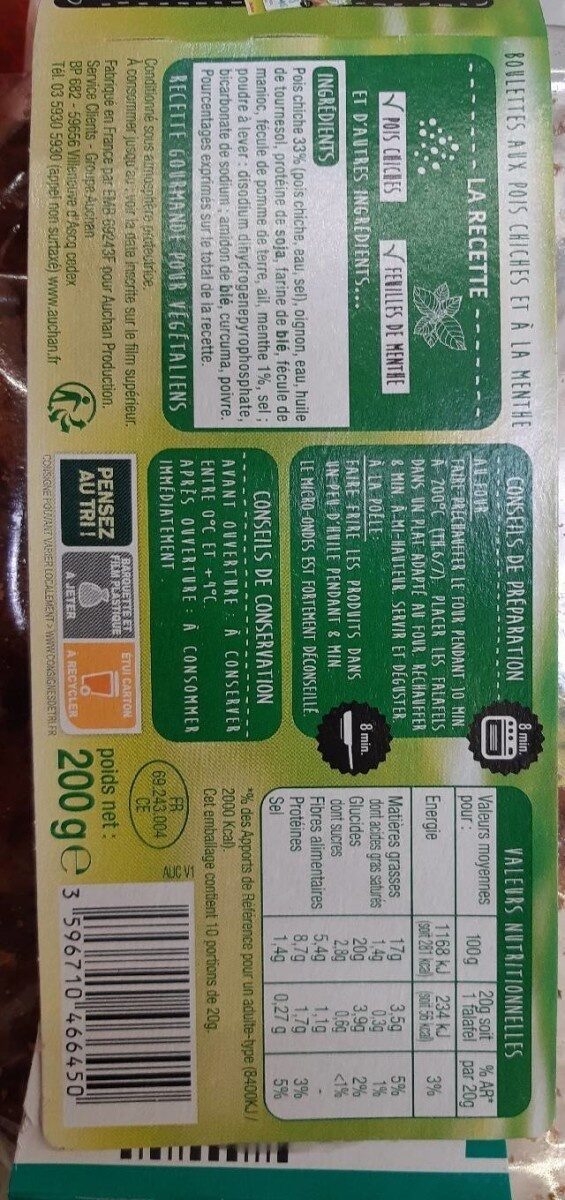 BOULETTES AUX POIS CHICHES ET À LA MENTHE
LA RECETTE
√ POIS CHICHES
√ FEUILLES DE MENTHE
ET D'AUTRES INGRÉDIENTS...
INGRÉDIENTS
Pois chiche 33% (pois chiche, eau, sel), oignon, eau, huile
de tournesol, protéine de soja, farine de blé, fécule de
manioc, fécule de pomme de terre, ail, menthe 1%, sel ;
poudre à lever : disodium dihydrogénepyrophosphate,
bicarbonate de sodium ; amidon de blé, curcuma, poivre.
Pourcentages exprimés sur le total de la recette.
RECETTE GOURMANDE POUR VÉGÉTALIENS
Conditionné sous atmosphère protectrice.
À consommer jusqu'au : voir la date inscrite sur le film supérieur.
Fabriqué en France par EMB 69243F pour Auchan Production.
Service Clients - Groupe Auchan
BP 682 - 59656 Villeneuve d'Ascq cedex
Tél. 03 5930 5930 (appel non surtaxé) www.auchan.fr
CONSEILS DE PRÉPARATION
AU FOUR
FAIRE PRÉCHAUFFER LE FOUR PENDANT 10 MIN
À 200°C (TH.6/7). PLACER LES FALAFELS
DANS UN PLAT ADAPTÉ AU FOUR, RÉCHAUFFER
8 MIN. À MI-HAUTEUR. SERVIR ET DÉGUSTER.
8 min.
À LA POÊLE
FAIRE FRIRE LES PRODUITS DANS
UN PEU D'HUILE PENDANT 8 MIN
LE MICRO-ONDES EST FORTEMENT DÉCONSEILLÉ.
8 min.
CONSEILS DE CONSERVATION
AVANT OUVERTURE : À CONSERVER
ENTRE 0°C ET +4°C.
APRÈS OUVERTURE : À CONSOMMER
IMMÉDIATEMENT.
PENSEZ
AU TRI !
BARQUETTE ET
FILM PLASTIQUE
À JETER
ÉTUI CARTON
À RECYCLER
CONSIGNE POUVANT VARIER LOCALEMENT > WWW.CONSIGNESDETRI.FR
VALEURS NUTRITIONNELLES
Valeurs moyennes pour : 100g 20g soit 1 falafel % AR* par 20g
Energie 1168 kJ (soit 281 kcal) 234 kJ (soit 56 kcal) 3%
Matières grasses 17g 3,5g 5%
dont acides gras saturés 1,4g 0,3g 1%
Glucides 20g 3,9g 2%
dont sucres 2,8g 0,6g <1%
Fibres alimentaires 5,4g 1,1g -
Protéines 8,7g 1,7g 3%
Sel 1,4g 0,27 g 5%
*% des Apports de Référence pour un adulte-type (8400KJ /
2000 Kcal).
Cet emballage contient 10 portions de 20g.
FR
69.243.004
CE
AUC V1
poids net :
200 g e
3 596710 466450